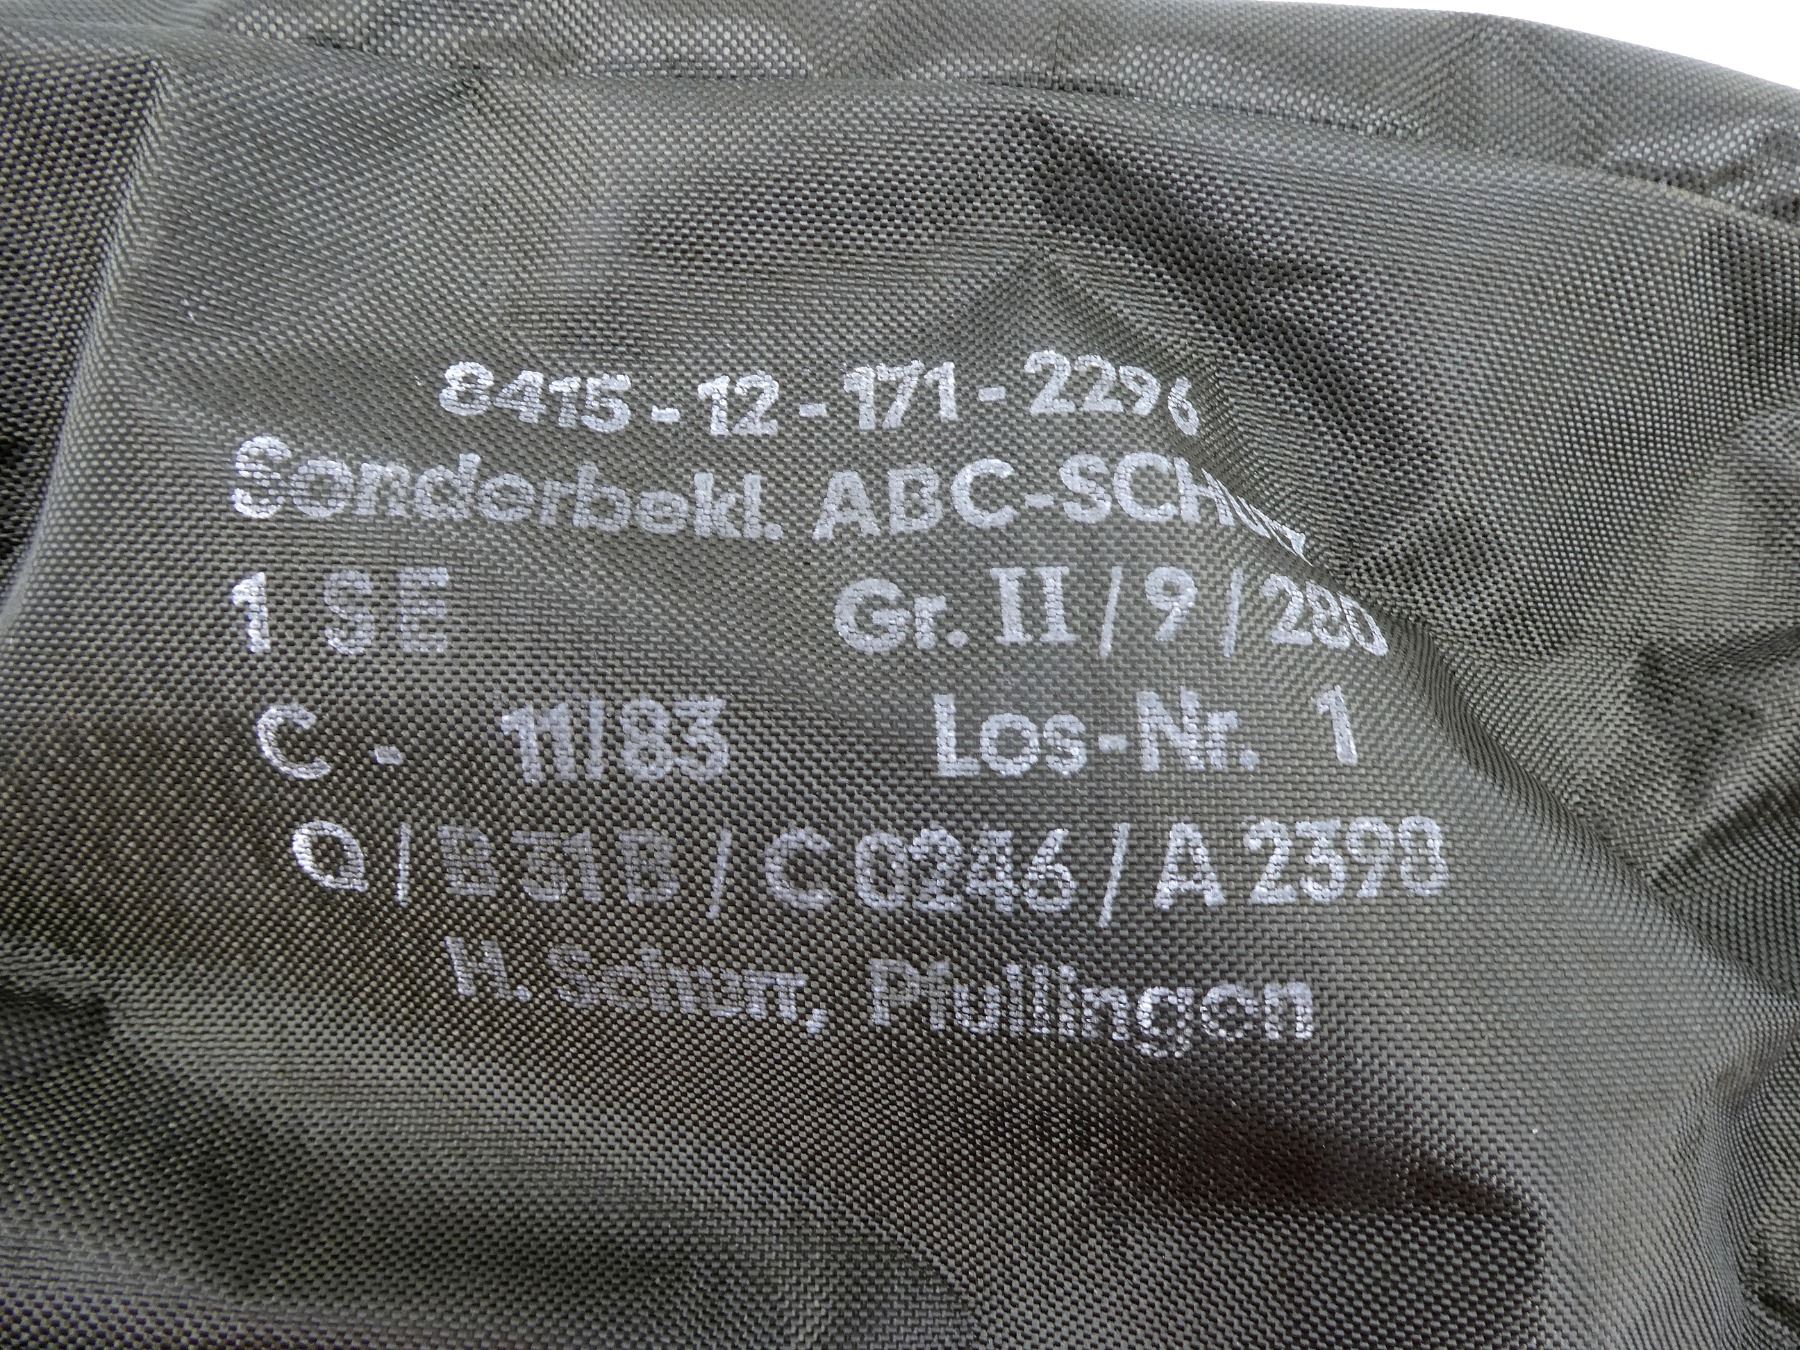 8415-12-171-2296
Sonderbekl. ABC-SCHutz
1 SE Gr. II/9/280
C - 11/83 Los-Nr. 1
Q/B31B/C0246/A2398
H. Schurr, Pfullingen